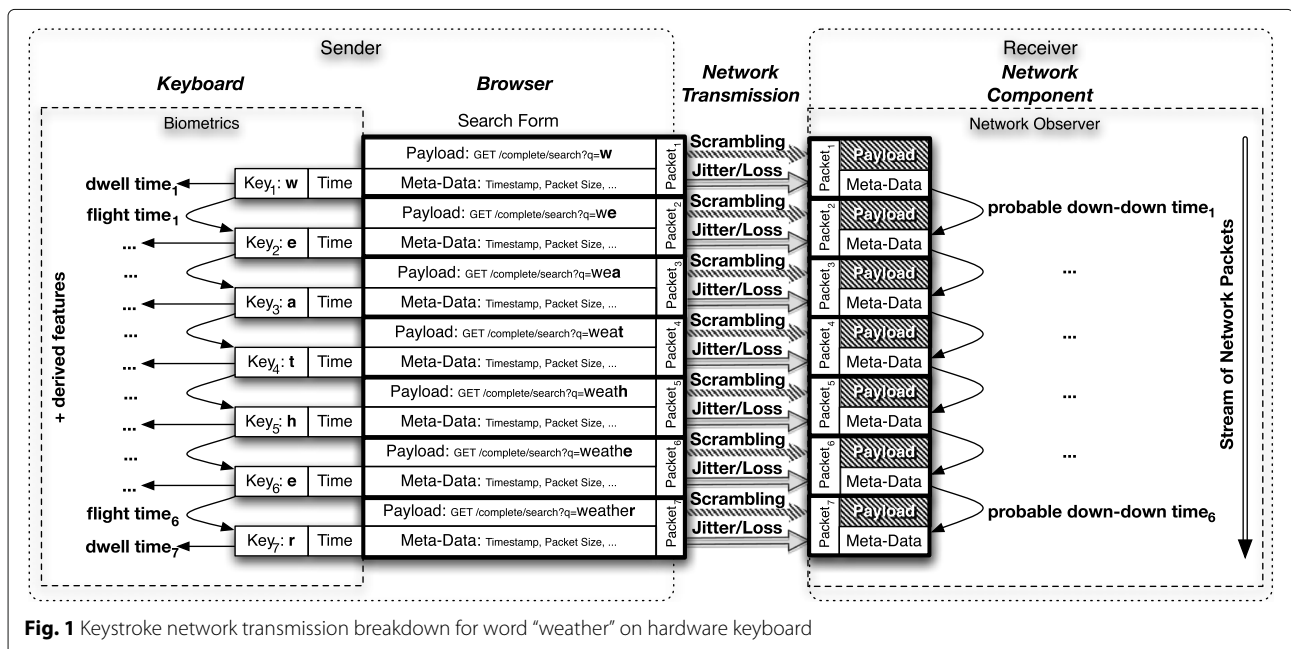 Sender
Receiver
Keyboard
Browser
Network
Transmission
Network
Component
Biometrics
Search Form
Network Observer
Payload: GET /complete/search?q=w
Packet1
Scrambling
Packet1
Payload
dwell time1
Key1: w
Time
Meta-Data: Timestamp, Packet Size, ...
Jitter/Loss
Meta-Data
flight time1
Payload: GET /complete/search?q=we
Packet2
Scrambling
Packet2
Payload
probable down-down time1
...
Key2: e
Time
Meta-Data: Timestamp, Packet Size, ...
Jitter/Loss
Meta-Data
...
Payload: GET /complete/search?q=wea
Packet3
Scrambling
Packet3
Payload
...
...
Key3: a
Time
Meta-Data: Timestamp, Packet Size, ...
Jitter/Loss
Meta-Data
...
Payload: GET /complete/search?q=weat
Packet4
Scrambling
Packet4
Payload
...
...
Key4: t
Time
Meta-Data: Timestamp, Packet Size, ...
Jitter/Loss
Meta-Data
...
Payload: GET /complete/search?q=weath
Packet5
Scrambling
Packet5
Payload
...
...
Key5: h
Time
Meta-Data: Timestamp, Packet Size, ...
Jitter/Loss
Meta-Data
...
Payload: GET /complete/search?q=weathe
Packet6
Scrambling
Packet6
Payload
...
...
Key6: e
Time
Meta-Data: Timestamp, Packet Size, ...
Jitter/Loss
Meta-Data
flight time6
Payload: GET /complete/search?q=weather
Packet7
Scrambling
Packet7
Payload
probable down-down time6
dwell time7
Key7: r
Time
Meta-Data: Timestamp, Packet Size, ...
Jitter/Loss
Meta-Data
+ derived features
Stream of Network Packets
Fig. 1 Keystroke network transmission breakdown for word “weather” on hardware keyboard